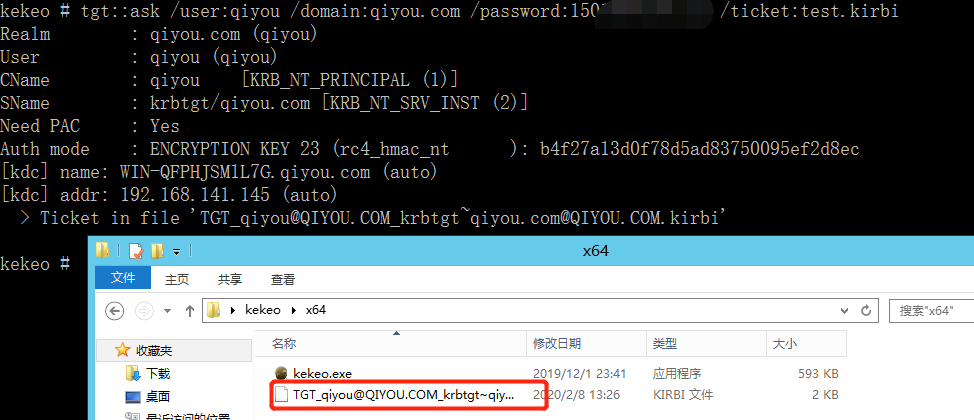 kekeo # tgt::ask /user:qiyou /domain:qiyou.com /password:150 /ticket:test.kirbi
Realm : qiyou.com (qiyou)
User : qiyou (qiyou)
CName : qiyou [KRB_NT_PRINCIPAL (1)]
SName : krbtgt/qiyou.com [KRB_NT_SRV_INST (2)]
Need PAC : Yes
Auth mode : ENCRYPTION KEY 23 (rc4_hmac_nt ): b4f27a13d0f78d5ad83750095ef2d8ec
[kdc] name: WIN-QFPHJSM1L7G.qiyou.com (auto)
[kdc] addr: 192.168.141.145 (auto)
> Ticket in file 'TGT_qiyou@QIYOU.COM_krbtgt~qiyou.com@QIYOU.COM.kirbi'
kekeo #
x64
文件 主页 共享 查看
kekeo x64 搜索"x64"
收藏夹
下载
桌面
最近访问的位置
名称 修改日期 类型 大小
kekeo.exe 2019/12/1 23:41 应用程序 593 KB
TGT_qiyou@QIYOU.COM_krbtgt~qiy... 2020/2/8 13:26 KIRBI 文件 2 KB